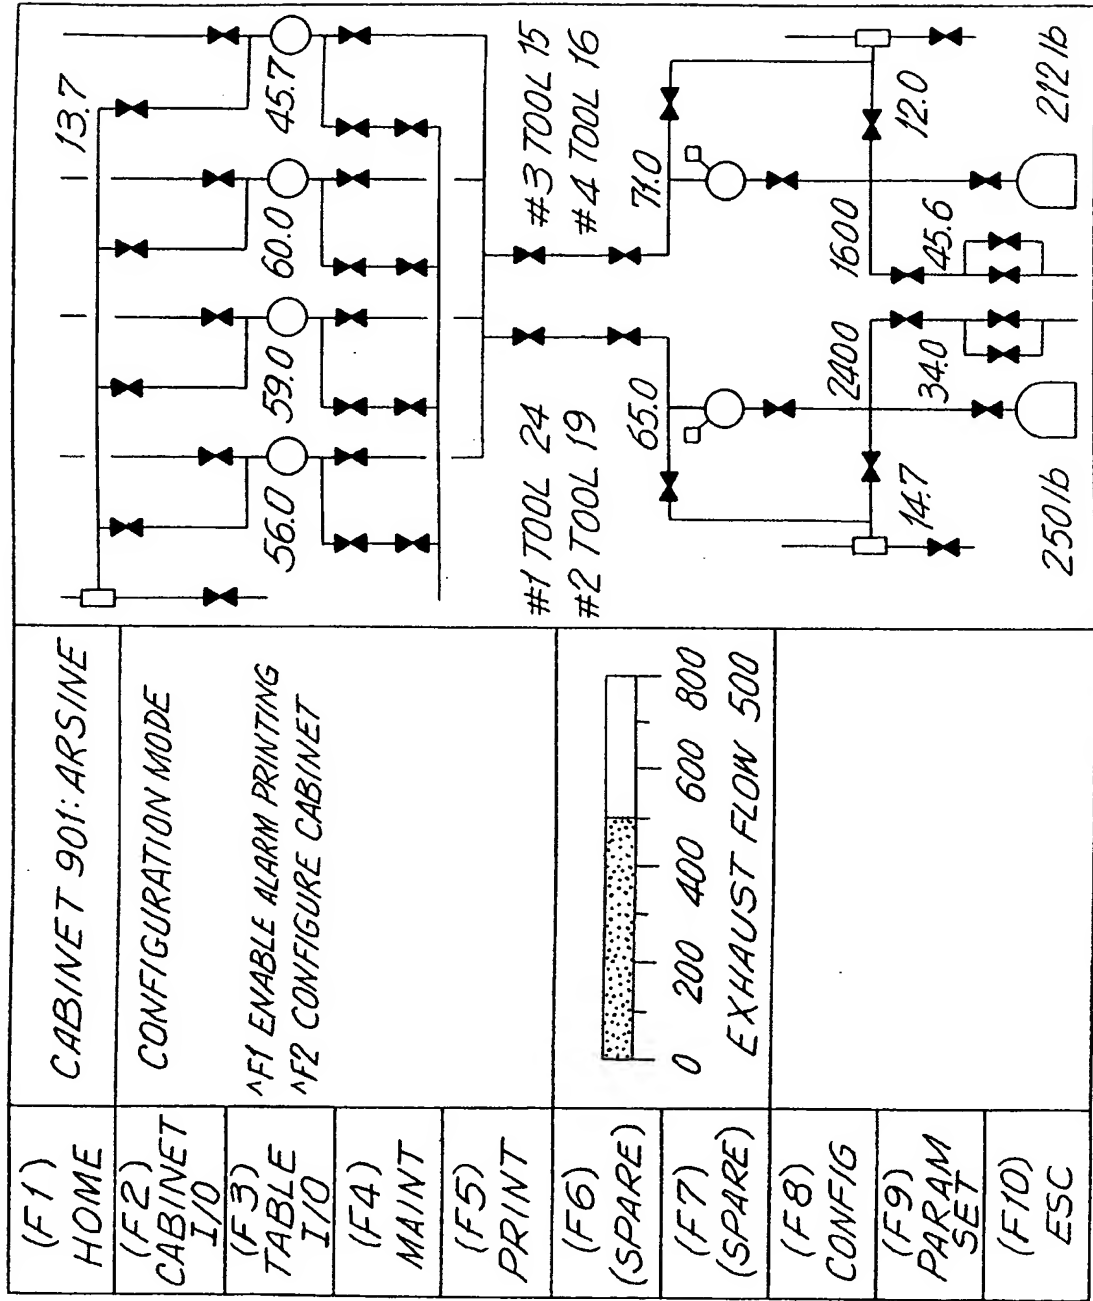 (F1)
HOME
(F2)
CABINET
I/O
(F3)
TABLE
I/O
(F4)
MAINT
(F5)
PRINT
(F6)
(SPARE)
(F7)
(SPARE)
(F8)
CONFIG
(F9)
PARAM
SET
(F10)
ESC
CABINET 901: ARSINE
CONFIGURATION MODE
^F1 ENABLE ALARM PRINTING
^F2 CONFIGURE CABINET
0 200 400 600 800
EXHAUST FLOW 500
13.7
56.0 59.0 60.0 45.7
#1 TOOL 24 #3 TOOL 15
#2 TOOL 19 #4 TOOL 16
65.0 71.0
2400 1600
14.7 34.0 45.6 12.0
250 lb 212 lb